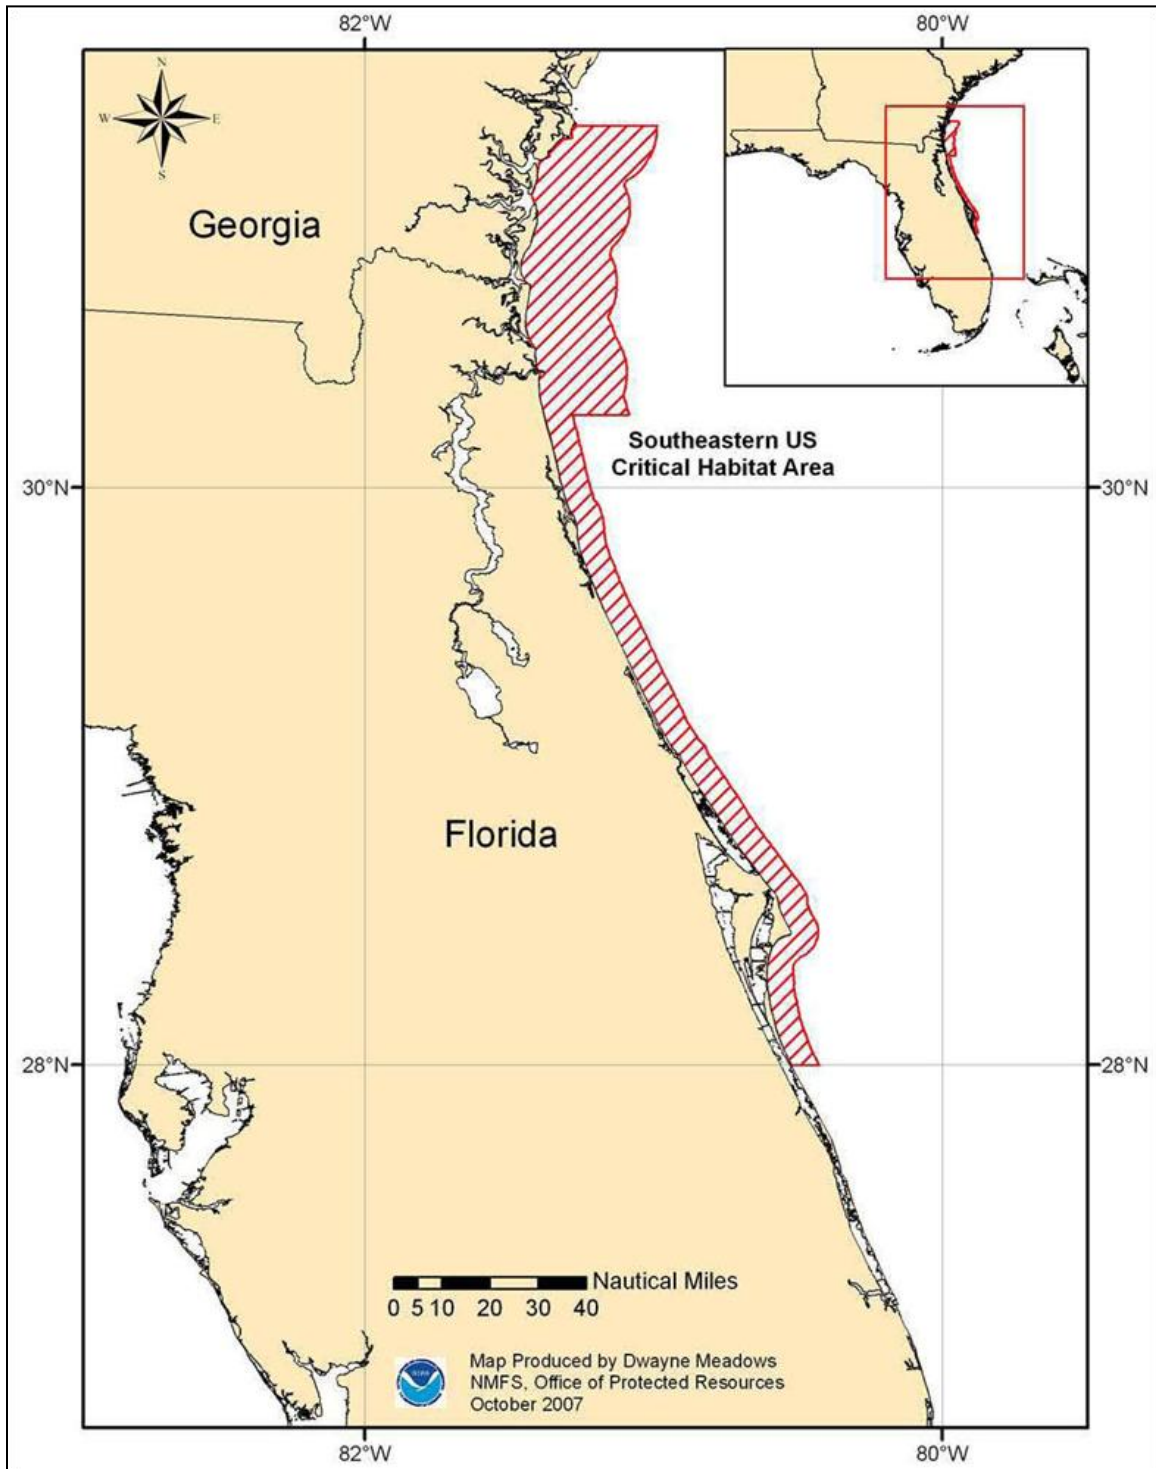 82°W
80°W
N
W
E
S
Georgia
Southeastern US
Critical Habitat Area
30°N
30°N
Florida
28°N
28°N
Nautical Miles
0 5 10 20 30 40
Map Produced by Dwayne Meadows
NMFS, Office of Protected Resources
October 2007
82°W
80°W